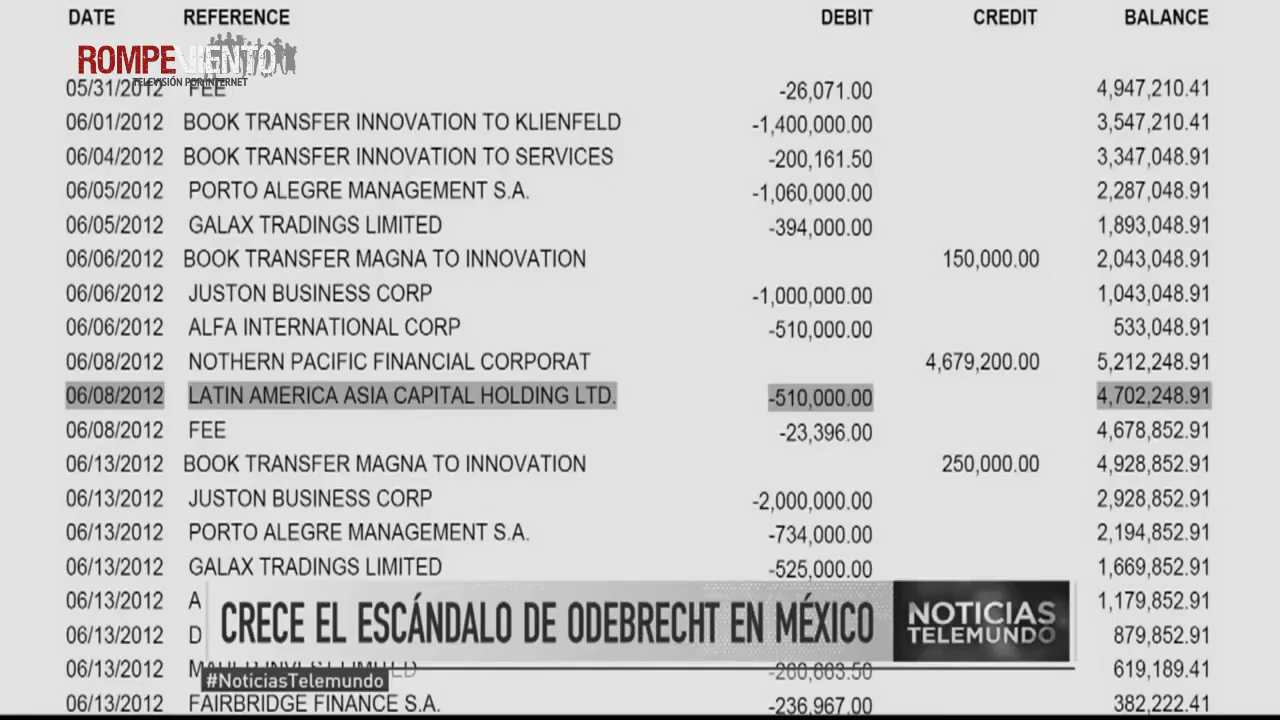 DATE REFERENCE DEBIT CREDIT BALANCE
ROMPEVIENTO
TELEVISIÓN POR INTERNET
05/31/2012 FEE -26,071.00 4,947,210.41
06/01/2012 BOOK TRANSFER INNOVATION TO KLIENFELD -1,400,000.00 3,547,210.41
06/04/2012 BOOK TRANSFER INNOVATION TO SERVICES -200,161.50 3,347,048.91
06/05/2012 PORTO ALEGRE MANAGEMENT S.A. -1,060,000.00 2,287,048.91
06/05/2012 GALAX TRADINGS LIMITED -394,000.00 1,893,048.91
06/06/2012 BOOK TRANSFER MAGNA TO INNOVATION 150,000.00 2,043,048.91
06/06/2012 JUSTON BUSINESS CORP -1,000,000.00 1,043,048.91
06/06/2012 ALFA INTERNATIONAL CORP -510,000.00 533,048.91
06/08/2012 NOTHERN PACIFIC FINANCIAL CORPORAT 4,679,200.00 5,212,248.91
06/08/2012 LATIN AMERICA ASIA CAPITAL HOLDING LTD. -510,000.00 4,702,248.91
06/08/2012 FEE -23,396.00 4,678,852.91
06/13/2012 BOOK TRANSFER MAGNA TO INNOVATION 250,000.00 4,928,852.91
06/13/2012 JUSTON BUSINESS CORP -2,000,000.00 2,928,852.91
06/13/2012 PORTO ALEGRE MANAGEMENT S.A. -734,000.00 2,194,852.91
06/13/2012 GALAX TRADINGS LIMITED -525,000.00 1,669,852.91
06/13/2012 A 1,179,852.91
CRECE EL ESCÁNDALO DE ODEBRECHT EN MÉXICO NOTICIAS
TELEMUNDO
06/13/2012 D 879,852.91
06/13/2012 -260,663.50 619,189.41
#NoticiasTelemundo
06/13/2012 FAIRBRIDGE FINANCE S.A. -236,967.00 382,222.41